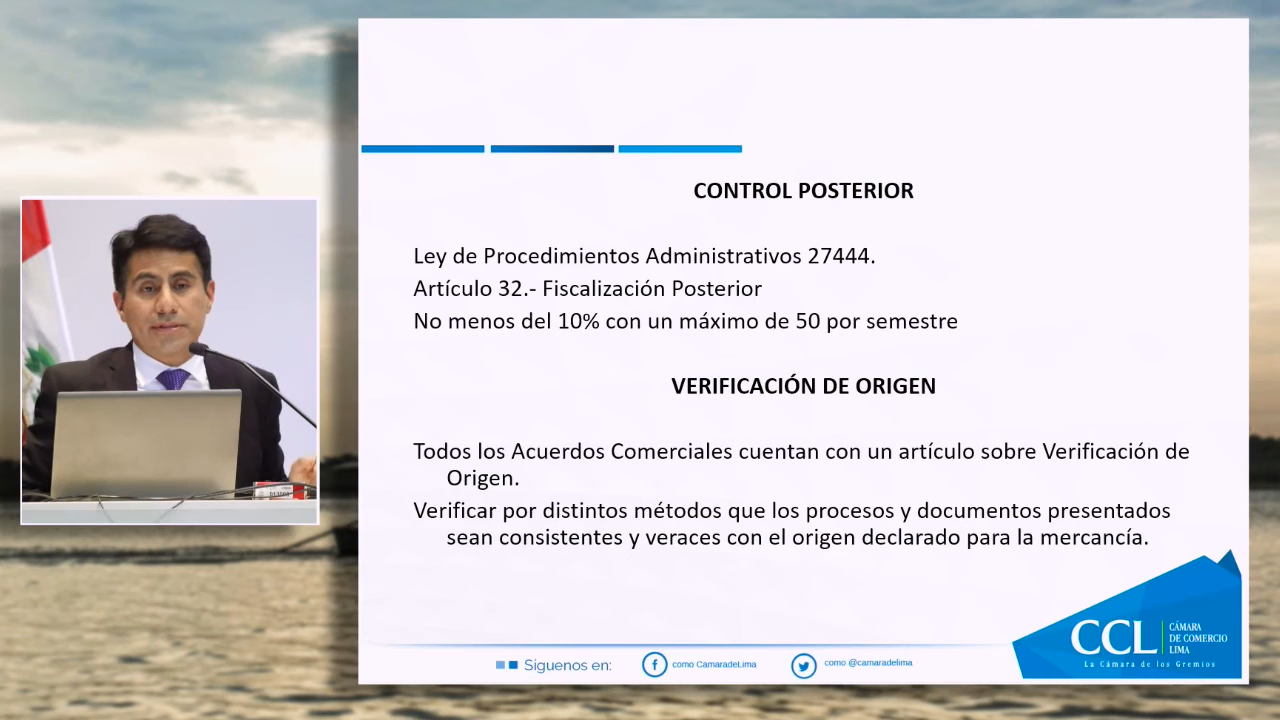 CONTROL POSTERIOR
Ley de Procedimientos Administrativos 27444.
Artículo 32.- Fiscalización Posterior
No menos del 10% con un máximo de 50 por semestre
VERIFICACIÓN DE ORIGEN
Todos los Acuerdos Comerciales cuentan con un artículo sobre Verificación de
Origen.
Verificar por distintos métodos que los procesos y documentos presentados
sean consistentes y veraces con el origen declarado para la mercancía.
Síguenos en:
como CamaradeLima
como @camaradelima
CCL
CÁMARA
DE COMERCIO
LIMA
La Cámara de los Gremios